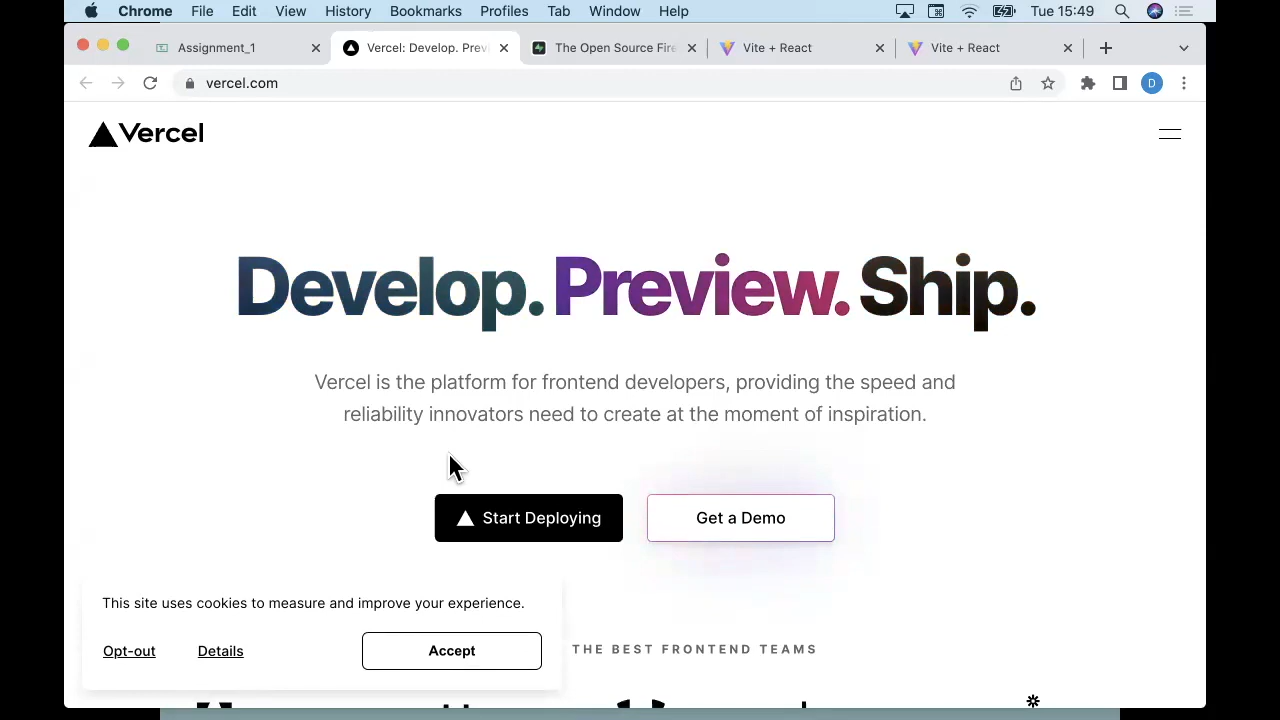 Chrome File Edit View History Bookmarks Profiles Tab Window Help Tue 15:49
Assignment_1 Vercel: Develop. Previ The Open Source Fire Vite + React Vite + React
vercel.com D
Vercel
Develop. Preview. Ship.
Vercel is the platform for frontend developers, providing the speed and
reliability innovators need to create at the moment of inspiration.
Start Deploying Get a Demo
This site uses cookies to measure and improve your experience.
Opt-out Details Accept
THE BEST FRONTEND TEAMS